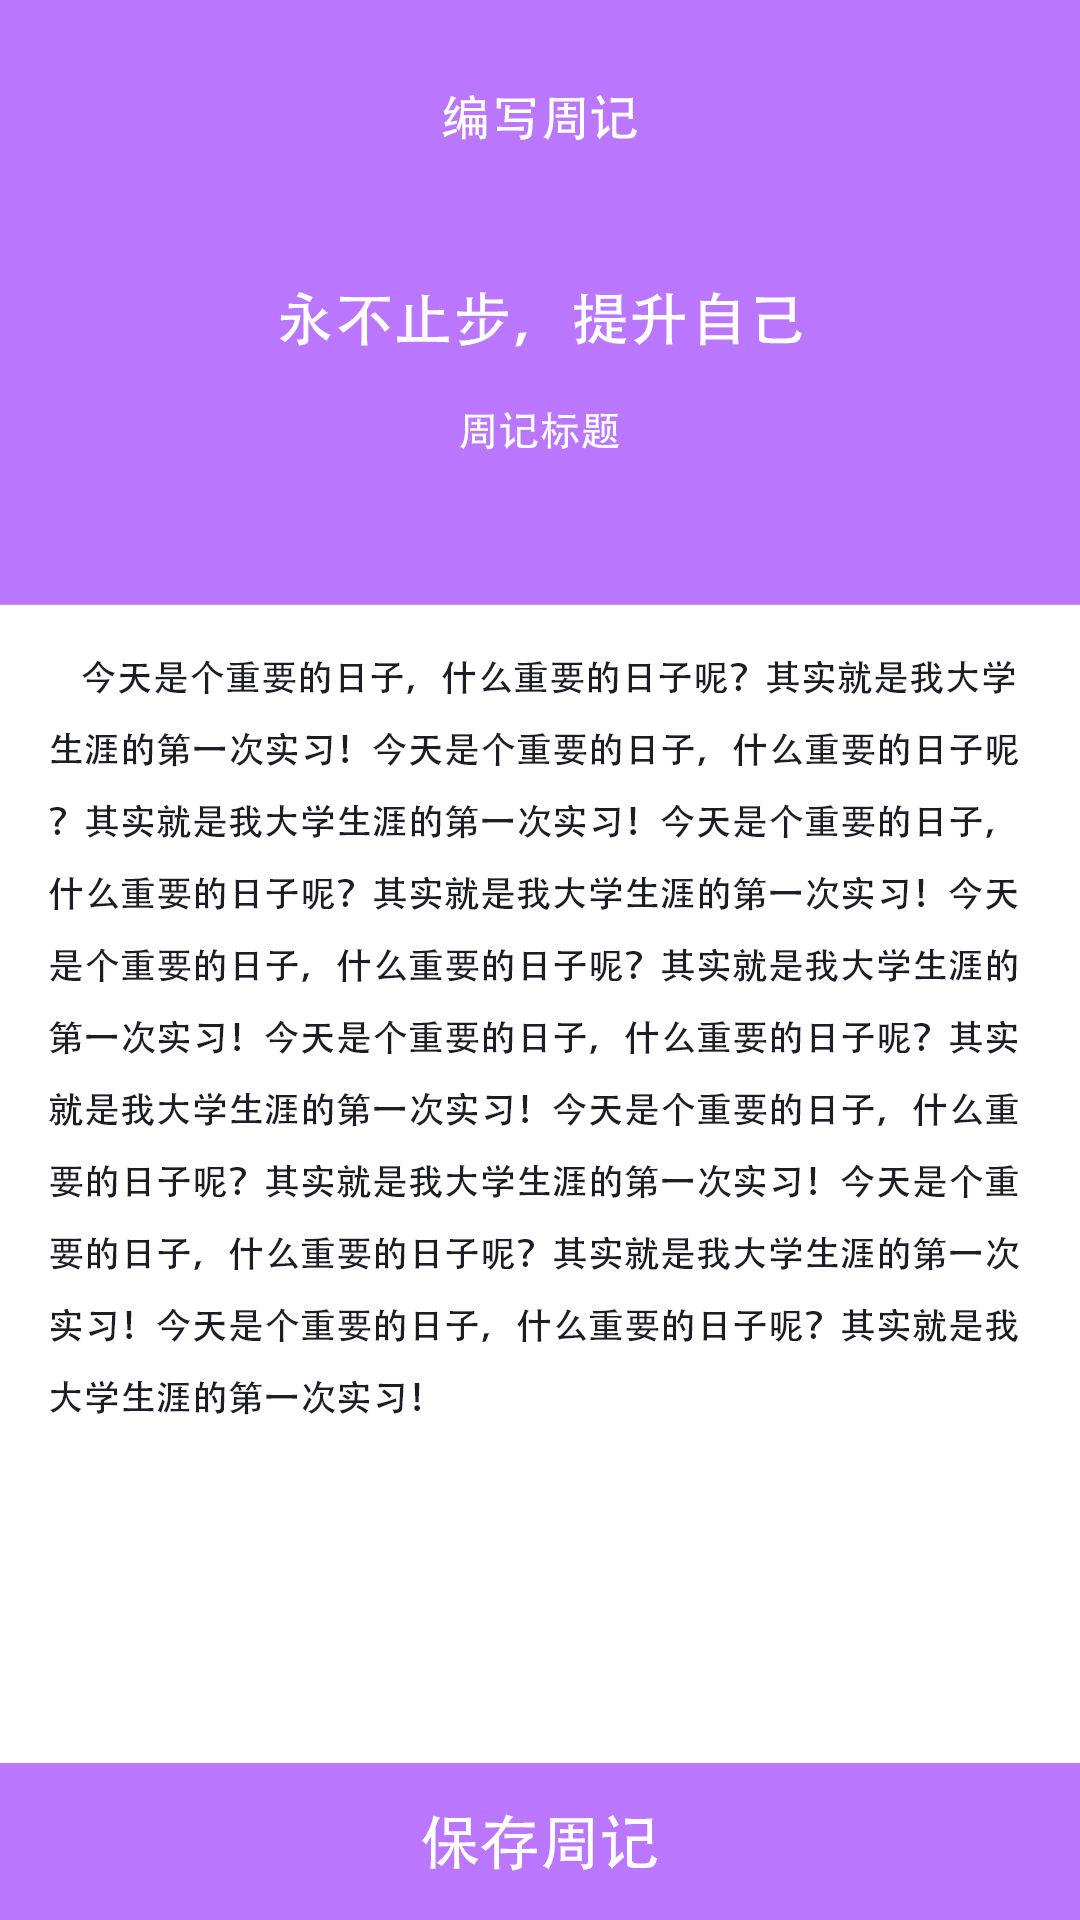 编写周记
永不止步，提升自己
周记标题
今天是个重要的日子，什么重要的日子呢？其实就是我大学
生涯的第一次实习！今天是个重要的日子，什么重要的日子呢
？其实就是我大学生涯的第一次实习！今天是个重要的日子，
什么重要的日子呢？其实就是我大学生涯的第一次实习！今天
是个重要的日子，什么重要的日子呢？其实就是我大学生涯的
第一次实习！今天是个重要的日子，什么重要的日子呢？其实
就是我大学生涯的第一次实习！今天是个重要的日子，什么重
要的日子呢？其实就是我大学生涯的第一次实习！今天是个重
要的日子，什么重要的日子呢？其实就是我大学生涯的第一次
实习！今天是个重要的日子，什么重要的日子呢？其实就是我
大学生涯的第一次实习！
保存周记